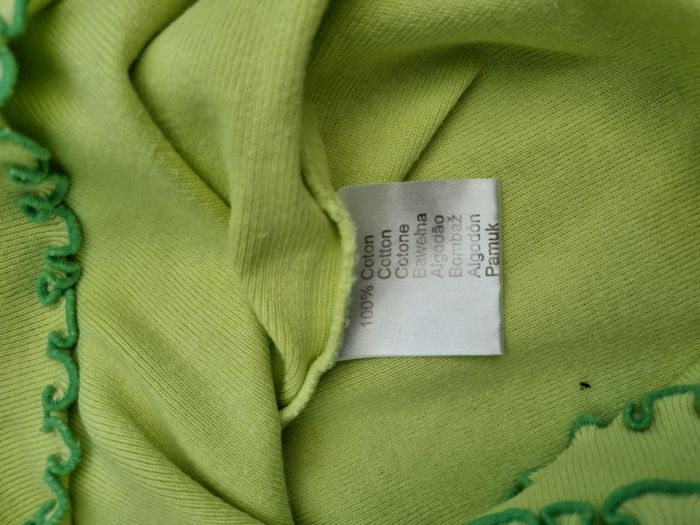 100% Coton
Cotton
Cotone
Bawełna
Algodão
Bombaž
Algodón
Pamuk